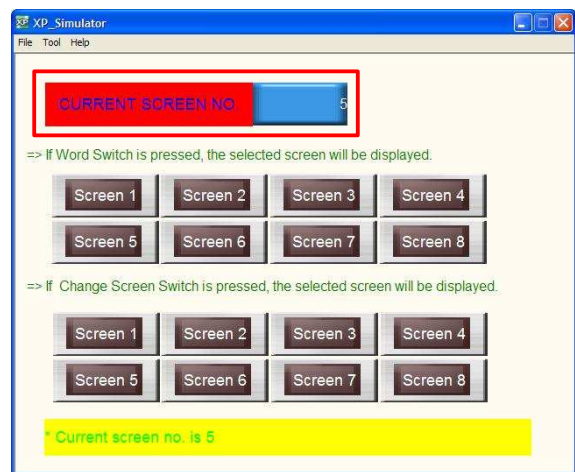 XP_Simulator
File Tool Help
CURRENT SCREEN NO 5
=> If Word Switch is pressed, the selected screen will be displayed.
Screen 1 Screen 2 Screen 3 Screen 4
Screen 5 Screen 6 Screen 7 Screen 8
=> If Change Screen Switch is pressed, the selected screen will be displayed.
Screen 1 Screen 2 Screen 3 Screen 4
Screen 5 Screen 6 Screen 7 Screen 8
* Current screen no. is 5